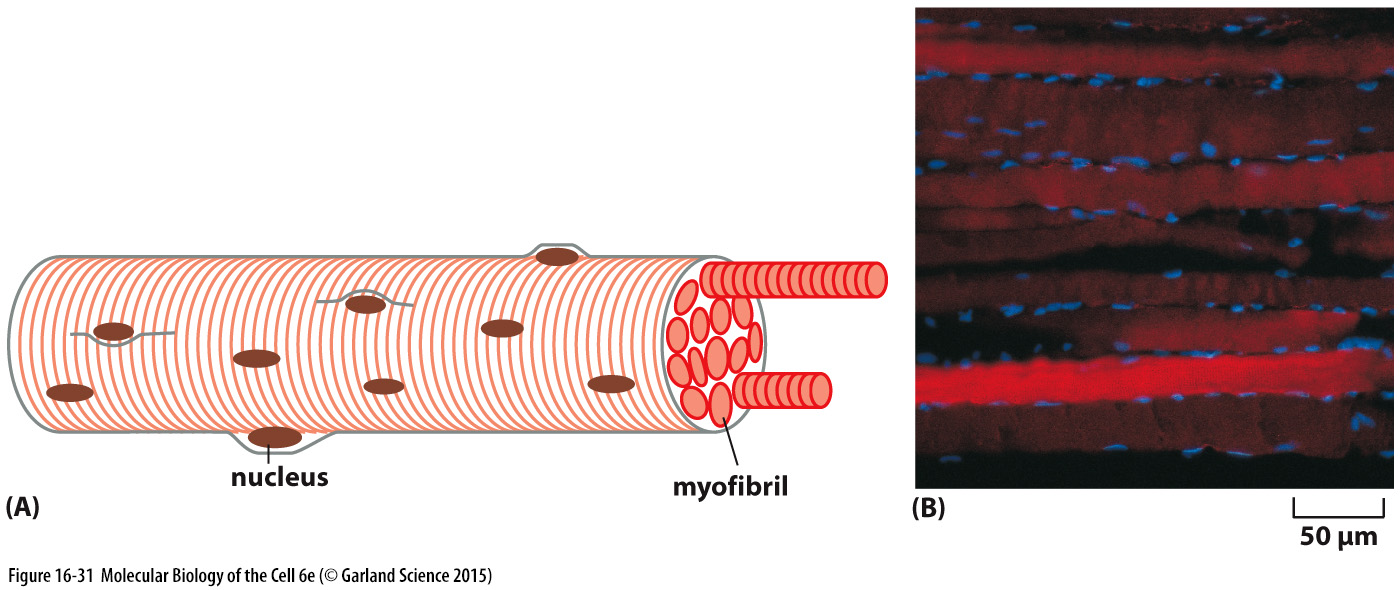 nucleus
myofibril
(A)
(B)
50 µm
Figure 16-31 Molecular Biology of the Cell 6e (© Garland Science 2015)